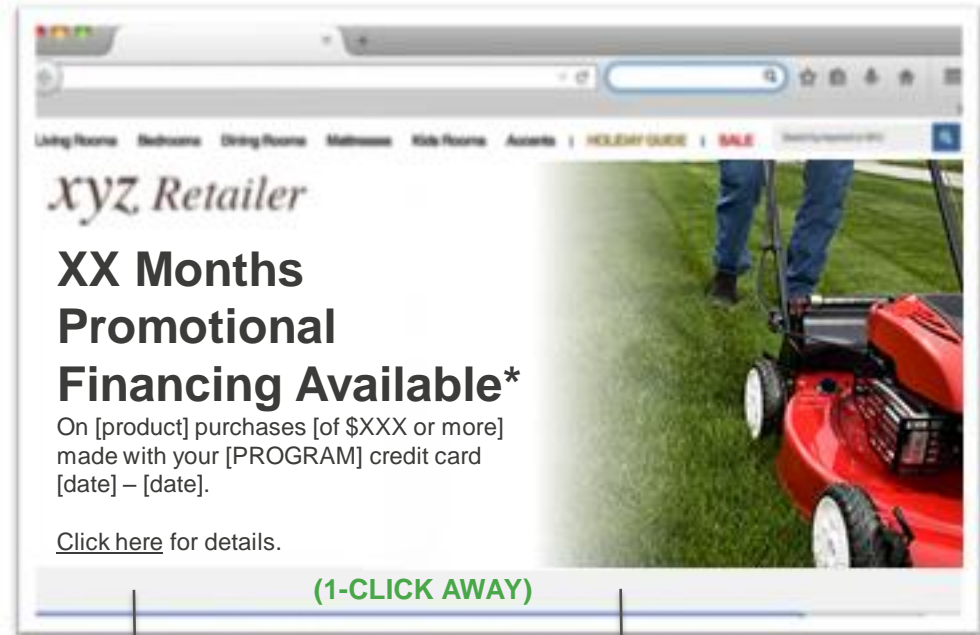 Living Rooms Bedrooms Dining Rooms Mattresses Kids Rooms Accents | HOLIDAY GUIDE | SALE
xyz Retailer
XX Months
Promotional
Financing Available*
On [product] purchases [of $XXX or more]
made with your [PROGRAM] credit card
[date] – [date].
Click here for details.
(1-CLICK AWAY)